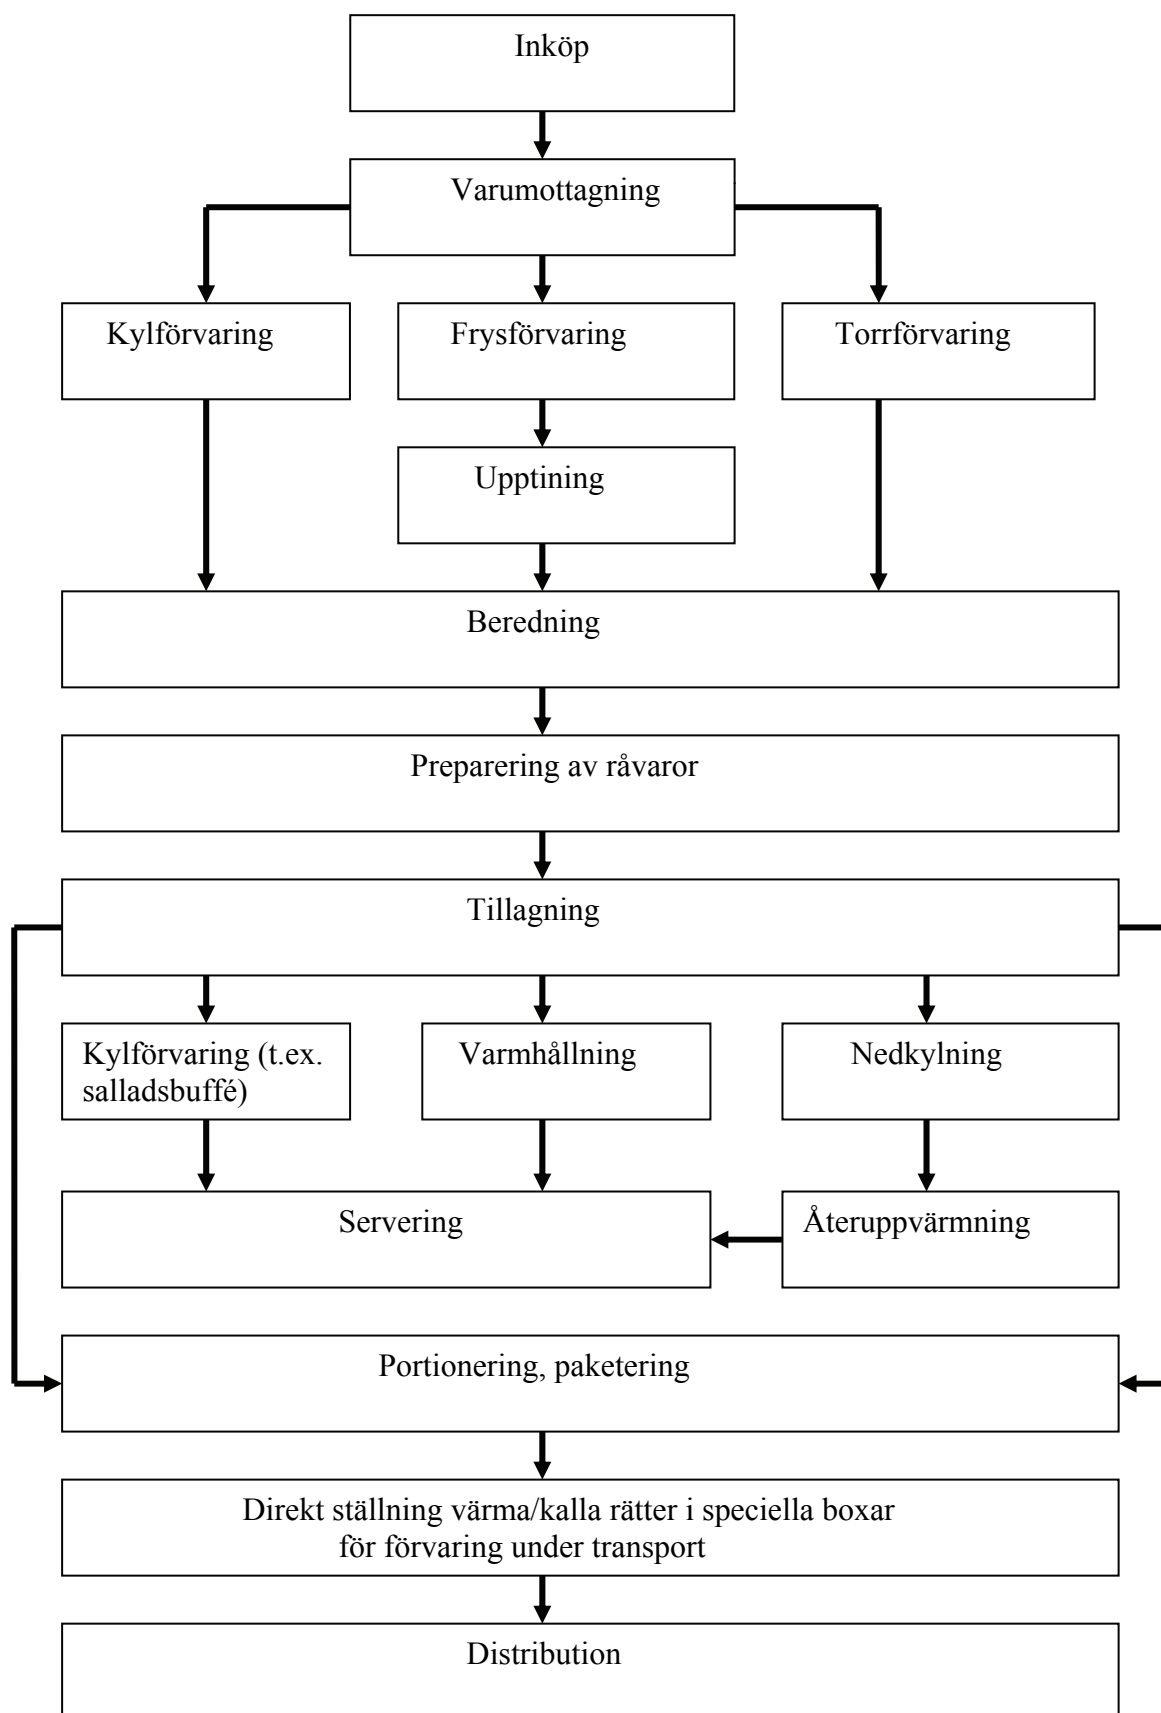 Inköp
Varumottagning
Kylförvaring
Frysförvaring
Torrförvaring
Upptining
Beredning
Preparering av råvaror
Tillagning
Kylförvaring (t.ex.
salladsbuffé)
Varmhållning
Nedkylning
Servering
Återuppvärmning
Portionering, paketering
Direkt ställning värma/kalla rätter i speciella boxar
för förvaring under transport
Distribution